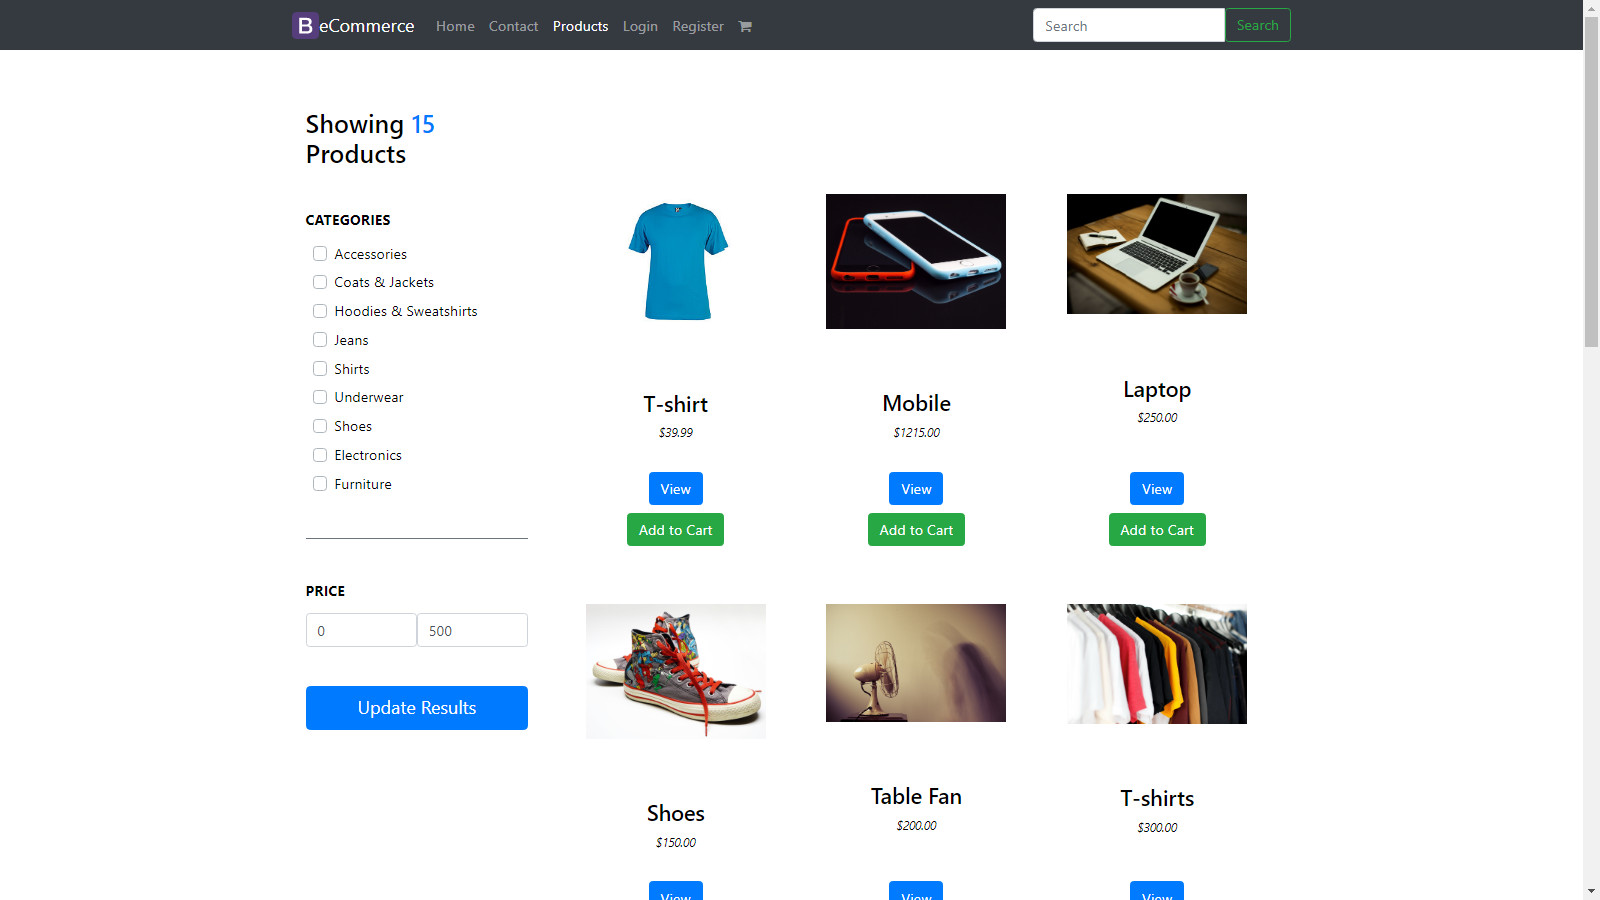 B eCommerce Home Contact Products Login Register Search Search
Showing 15
Products
CATEGORIES
Accessories
Coats & Jackets
Hoodies & Sweatshirts
Jeans
Shirts
Underwear
Shoes
Electronics
Furniture
PRICE
0 500
Update Results
T-shirt
$39.99
View
Add to Cart
Mobile
$1215.00
View
Add to Cart
Laptop
$250.00
View
Add to Cart
Shoes
$150.00
View
Table Fan
$200.00
View
T-shirts
$300.00
View